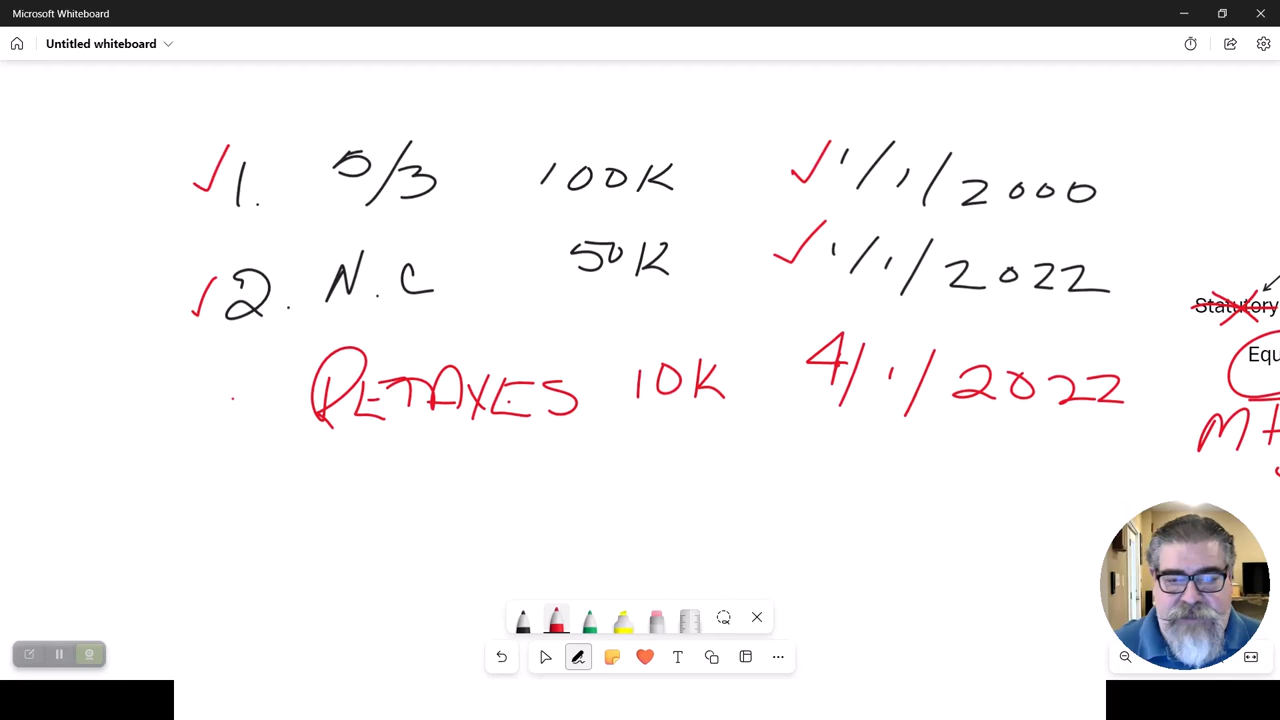 Microsoft Whiteboard
Untitled whiteboard
1. 5/3 100K 1/1/2000
2. N.C 50K 1/1/2022
RETAXES 10K 4/1/2022
Statutory
Equ
M
T